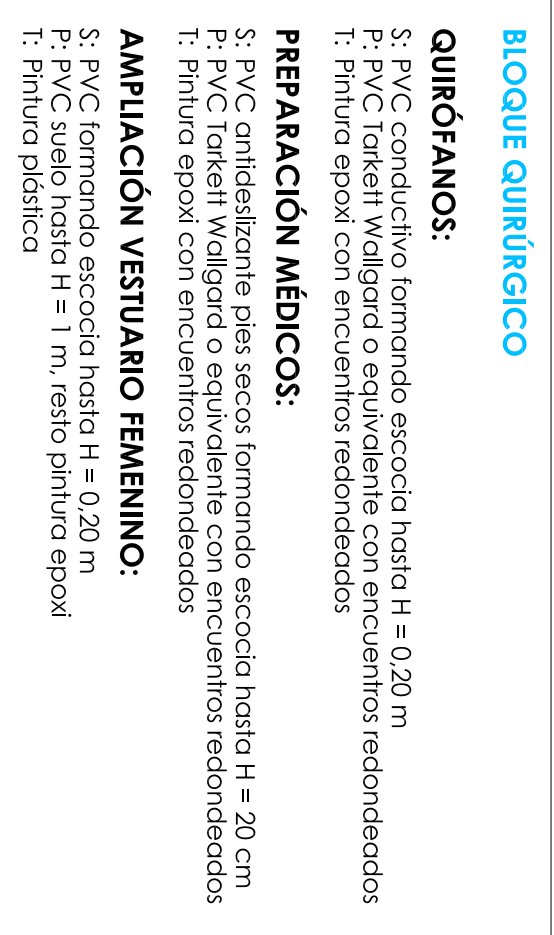 BLOQUE QUIRÚRGICO
QUIRÓFANOS:
S: PVC conductivo formando escocia hasta H = 0,20 m
P: PVC Tarkett Wallgard o equivalente con encuentros redondeados
T: Pintura epoxi con encuentros redondeados
PREPARACIÓN MÉDICOS:
S: PVC antideslizante pies secos formando escocia hasta H = 20 cm
P: PVC Tarkett Wallgard o equivalente con encuentros redondeados
T: Pintura epoxi con encuentros redondeados
AMPLIACIÓN VESTUARIO FEMENINO:
S: PVC formando escocia hasta H = 0,20 m
P: PVC suelo hasta H = 1 m, resto pintura epoxi
T: Pintura plástica